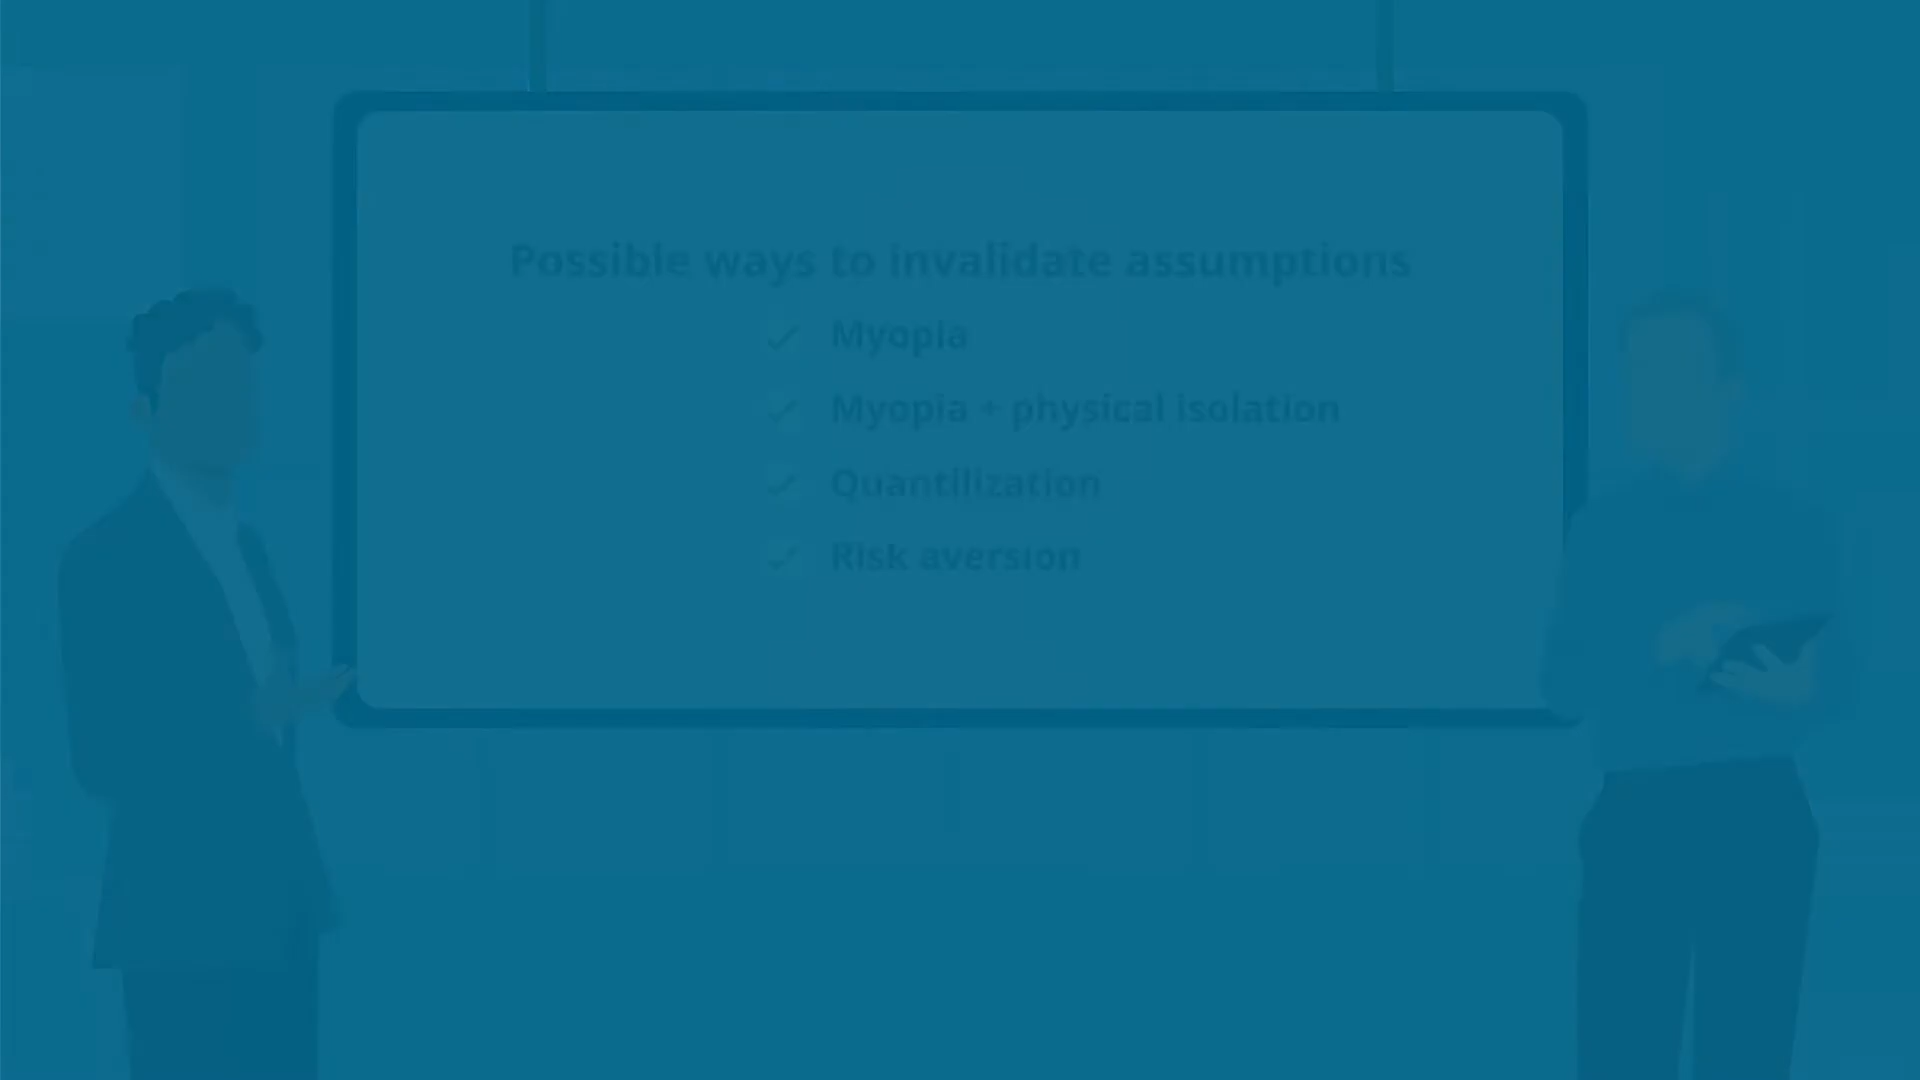 Possible ways to invalidate assumptions
Myopia
Myopia + physical isolation
Quantilization
Risk aversion